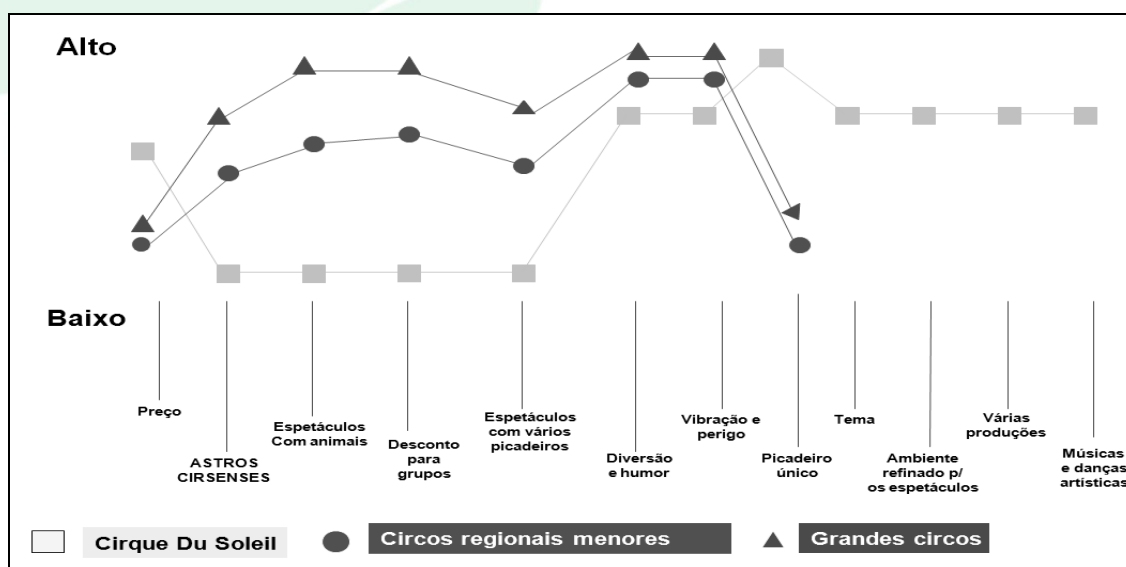 Alto
Baixo
Preço
ASTROS
CIRSENSES
Espetáculos
Com animais
Desconto
para
grupos
Espetáculos
com vários
picadeiros
Diversão
e humor
Vibração e
perigo
Picadeiro
único
Tema
Ambiente
refinado p/
os espetáculos
Várias
produções
Músicas
e danças
artísticas
Cirque Du Soleil
Circos regionais menores
Grandes circos